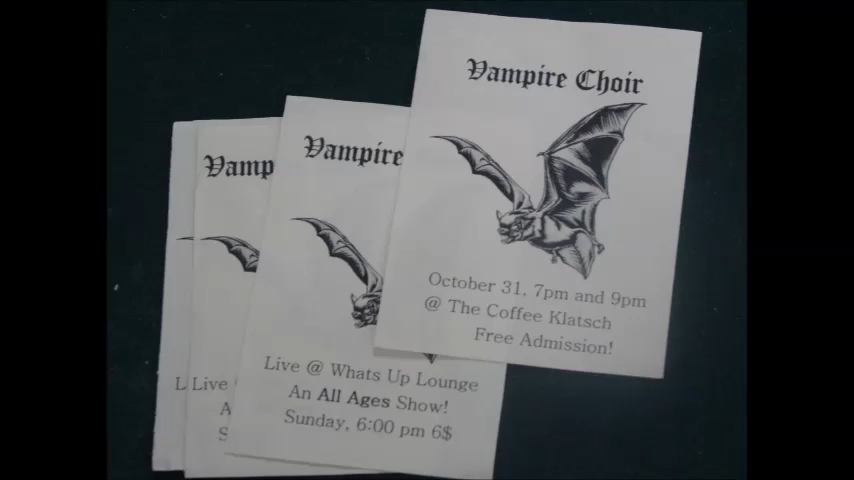 Vampire Choir
October 31, 7pm and 9pm
@ The Coffee Klatsch
Free Admission!
Vampire
Live @ Whats Up Lounge
An All Ages Show!
Sunday, 6:00 pm 6$
Vamp
Live
A
S
L